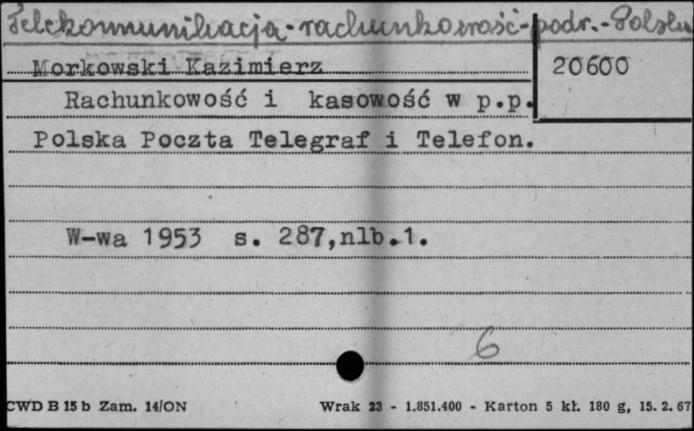 Telekomunikacja-rachunkowość-podr.-Polska
Morkowski Kazimierz
20600
Rachunkowość i kasowość w p.p.
Polska Poczta Telegraf i Telefon.
W-wa 1953 s. 287,nlb.1.
6
CWD B 15 b Zam. 14/ON
Wrak 23 - 1.851.400 - Karton 5 kł. 180 g, 15. 2. 67